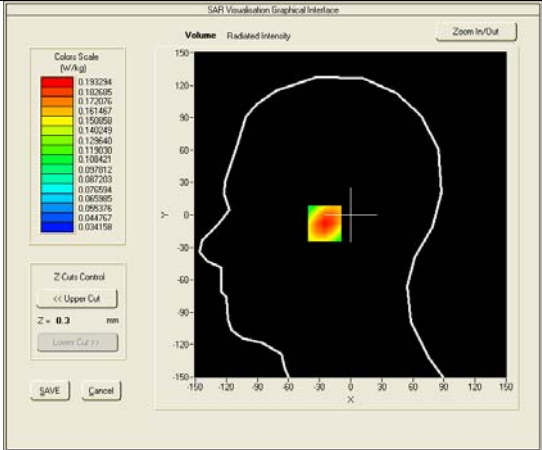 SAR Visualisation Graphical Interface
Volume Radiated Intensity
Zoom In/Out
Colors Scale
(W/kg)
0.193294
0.182685
0.172076
0.161467
0.150858
0.140249
0.129640
0.119030
0.108421
0.097812
0.087203
0.076594
0.065985
0.055376
0.044767
0.034158
Z Cuts Control
<< Upper Cut
Z = 0.3 mm
Lower Cut >>
SAVE Cancel
150
120
90
60
30
0
-30
-60
-90
-120
-150
Y
-150 -120 -90 -60 -30 0 30 60 90 120 150
X